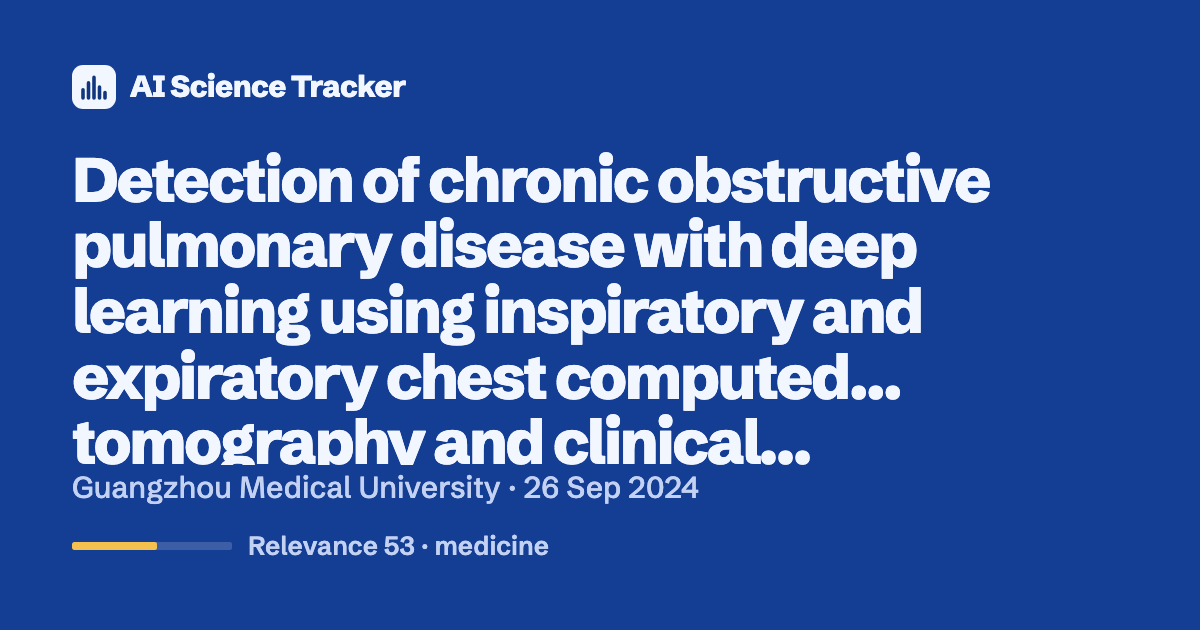 AI Science Tracker
Detection of chronic obstructive
pulmonary disease with deep
learning using inspiratory and
expiratory chest computed...
tomography and clinical...
Guangzhou Medical University · 26 Sep 2024
Relevance 53 · medicine